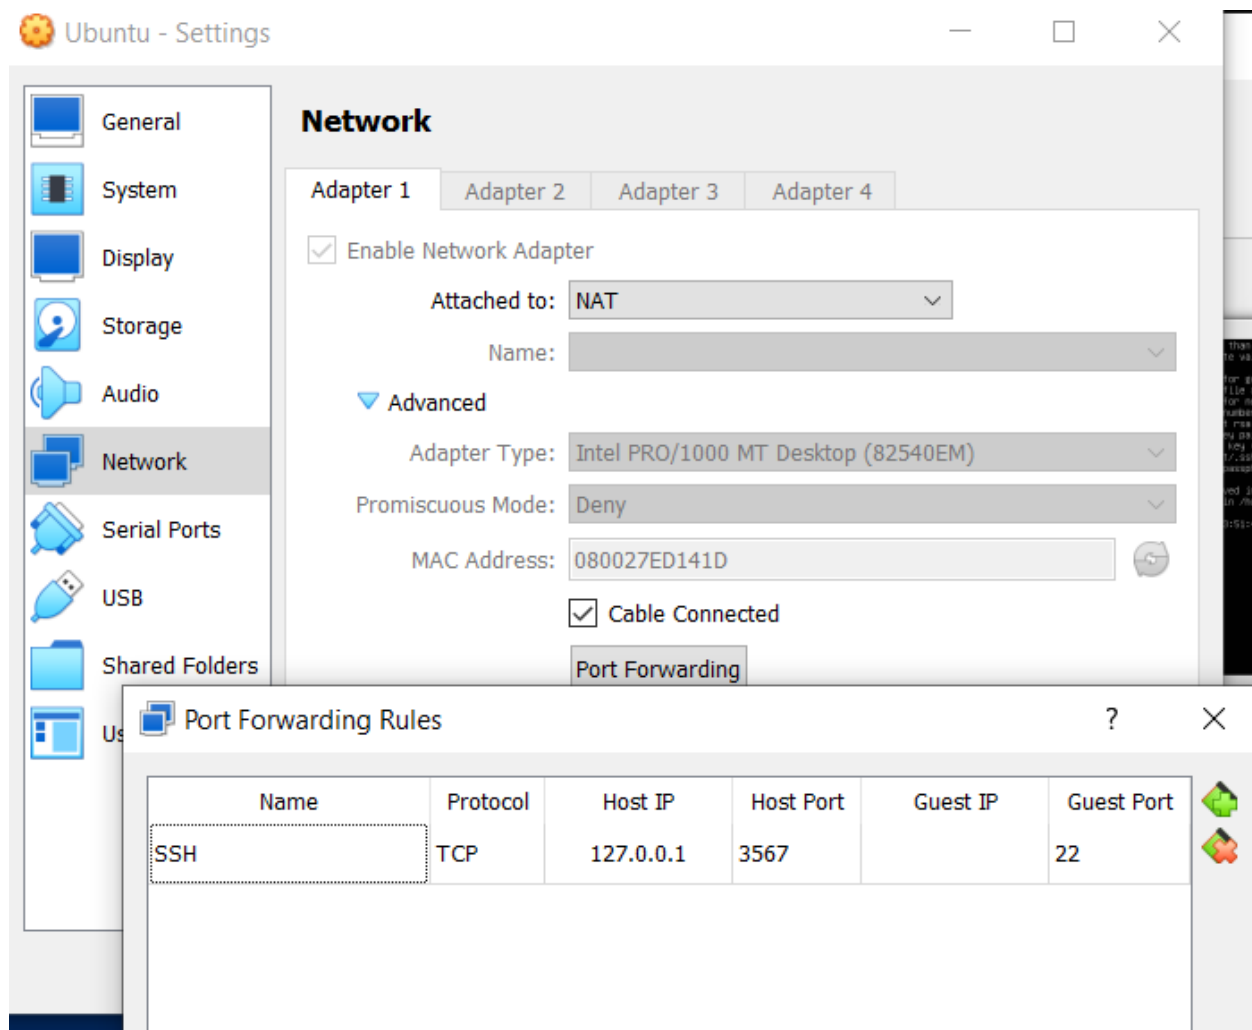 Ubuntu - Settings
General
System
Display
Storage
Audio
Network
Serial Ports
USB
Shared Folders
Us
Network
Adapter 1 Adapter 2 Adapter 3 Adapter 4
Enable Network Adapter
Attached to: NAT
Name:
Advanced
Adapter Type: Intel PRO/1000 MT Desktop (82540EM)
Promiscuous Mode: Deny
MAC Address: 080027ED141D
Cable Connected
Port Forwarding
Port Forwarding Rules ?
Name Protocol Host IP Host Port Guest IP Guest Port
SSH TCP 127.0.0.1 3567 22